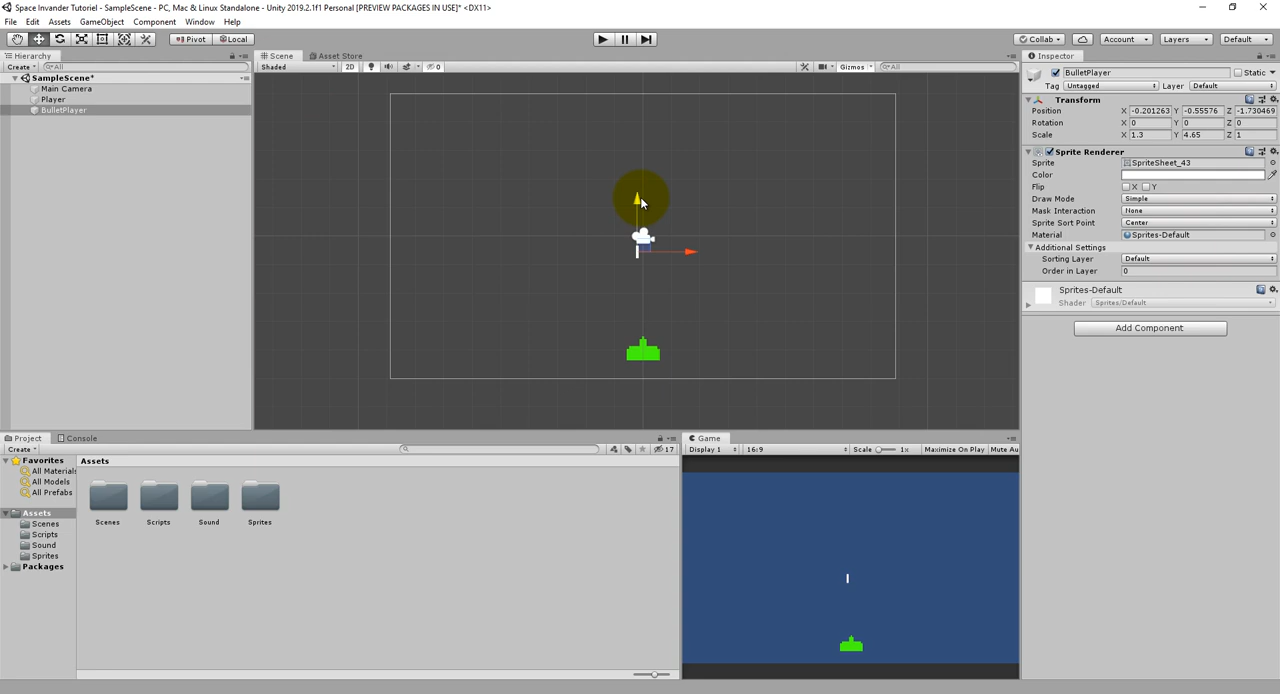 Space Invander Tutoriel - SampleScene - PC, Mac & Linux Standalone - Unity 2019.2.1f1 Personal [PREVIEW PACKAGES IN USE]* <DX11>
File Edit Assets GameObject Component Window Help
Pivot Local Collab Account Layers Default
Hierarchy
Create All
SampleScene*
Main Camera
Player
BulletPlayer
Scene Asset Store
Shaded 2D 0 Gizmos All
Inspector
BulletPlayer Static
Tag Untagged Layer Default
Transform
Position X -0.201263 Y -0.55576 Z -1.730469
Rotation X 0 Y 0 Z 0
Scale X 1.3 Y 4.65 Z 1
Sprite Renderer
Sprite SpriteSheet_43
Color
Flip X Y
Draw Mode Simple
Mask Interaction None
Sprite Sort Point Center
Material Sprites-Default
Additional Settings
Sorting Layer Default
Order in Layer 0
Sprites-Default
Shader Sprites/Default
Add Component
Project Console
Create 17
Favorites
All Materials
All Models
All Prefabs
Assets
Scenes
Scripts
Sound
Sprites
Packages
Assets
Scenes Scripts Sound Sprites
Game
Display 1 16:9 Scale 1x Maximize On Play Mute Au